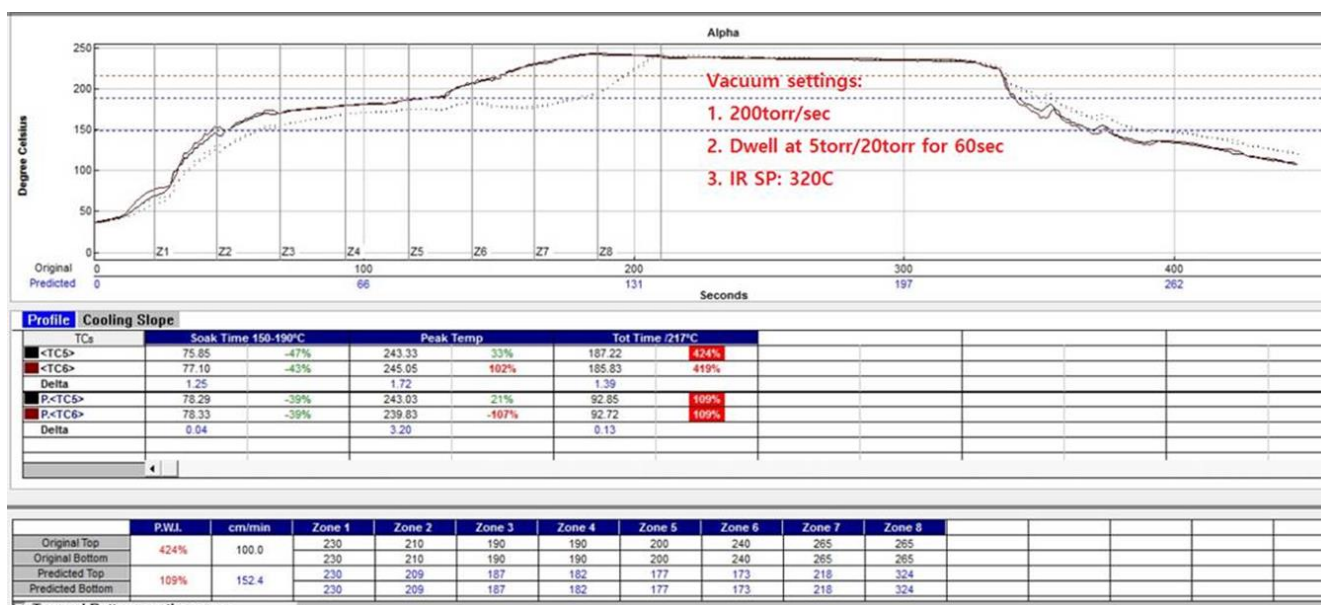 Alpha
250
200
150
100
50
0
Degree Celsius
Vacuum settings:
1. 200torr/sec
2. Dwell at 5torr/20torr for 60sec
3. IR SP: 320C
Z1 Z2 Z3 Z4 Z5 Z6 Z7 Z8
Original 0 100 200 300 400
Predicted 0 66 131 197 262
Seconds
Profile Cooling Slope
TCs Soak Time 150-190ºC Peak Temp Tot Time /217ºC
<TC5> 75.85 -47% 243.33 33% 187.22 424%
<TC6> 77.10 -43% 245.05 102% 185.83 419%
Delta 1.25 1.72 1.39
P.<TC5> 78.29 -39% 243.03 21% 92.85 109%
P.<TC6> 78.33 -39% 239.83 -107% 92.72 109%
Delta 0.04 3.20 0.13
P.W.I. cm/min Zone 1 Zone 2 Zone 3 Zone 4 Zone 5 Zone 6 Zone 7 Zone 8
Original Top 424% 100.0 230 210 190 190 200 240 265 265
Original Bottom 230 210 190 190 200 240 265 265
Predicted Top 109% 152.4 230 209 187 182 177 173 218 324
Predicted Bottom 230 209 187 182 177 173 218 324